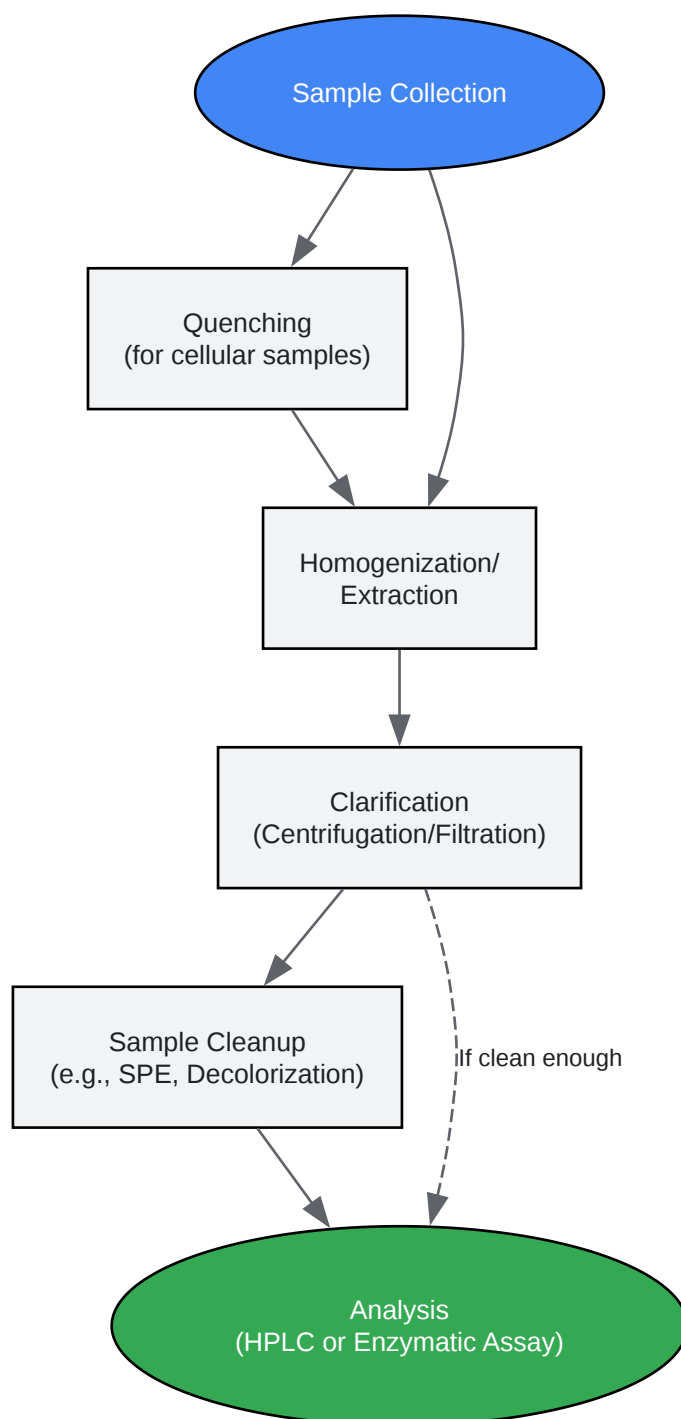 Sample Collection
Quenching
(for cellular samples)
Homogenization/
Extraction
Clarification
(Centrifugation/Filtration)
Sample Cleanup
(e.g., SPE, Decolorization)
If clean enough
Analysis
(HPLC or Enzymatic Assay)